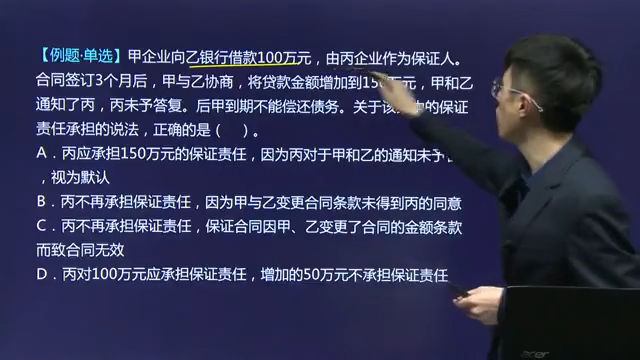 【例题·单选】甲企业向乙银行借款100万元，由丙企业作为保证人。
合同签订3个月后，甲与乙协商，将贷款金额增加到15万元，甲和乙
通知了丙，丙未予答复。后甲到期不能偿还债务。关于该中的保证
责任承担的说法，正确的是（ ）。
A．丙应承担150万元的保证责任，因为丙对于甲和乙的通知未予
，视为默认
B．丙不再承担保证责任，因为甲与乙变更合同条款未得到丙的同意
C．丙不再承担保证责任，保证合同因甲、乙变更了合同的金额条款
而致合同无效
D．丙对100万元应承担保证责任，增加的50万元不承担保证责任
acer